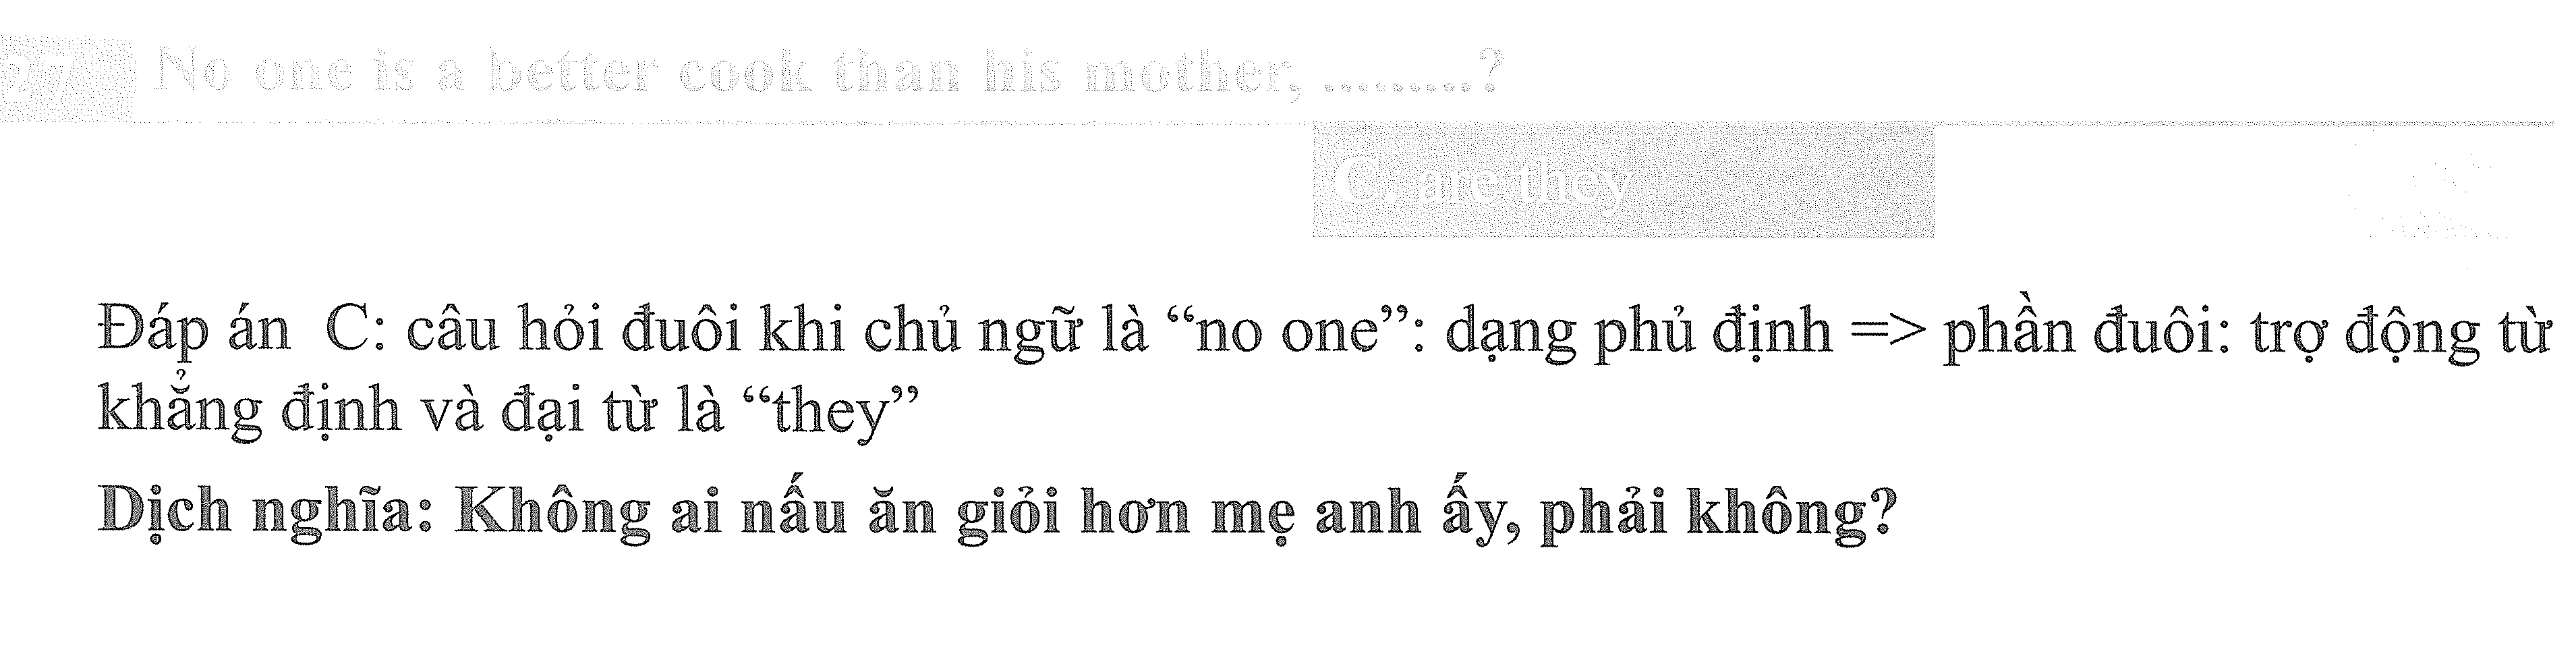 27 No one is a better cook than his mother, .........?
C. are they
Đáp án C: câu hỏi đuôi khi chủ ngữ là “no one”: dạng phủ định => phần đuôi: trợ động từ
khẳng định và đại từ là “they”
Dịch nghĩa: Không ai nấu ăn giỏi hơn mẹ anh ấy, phải không?